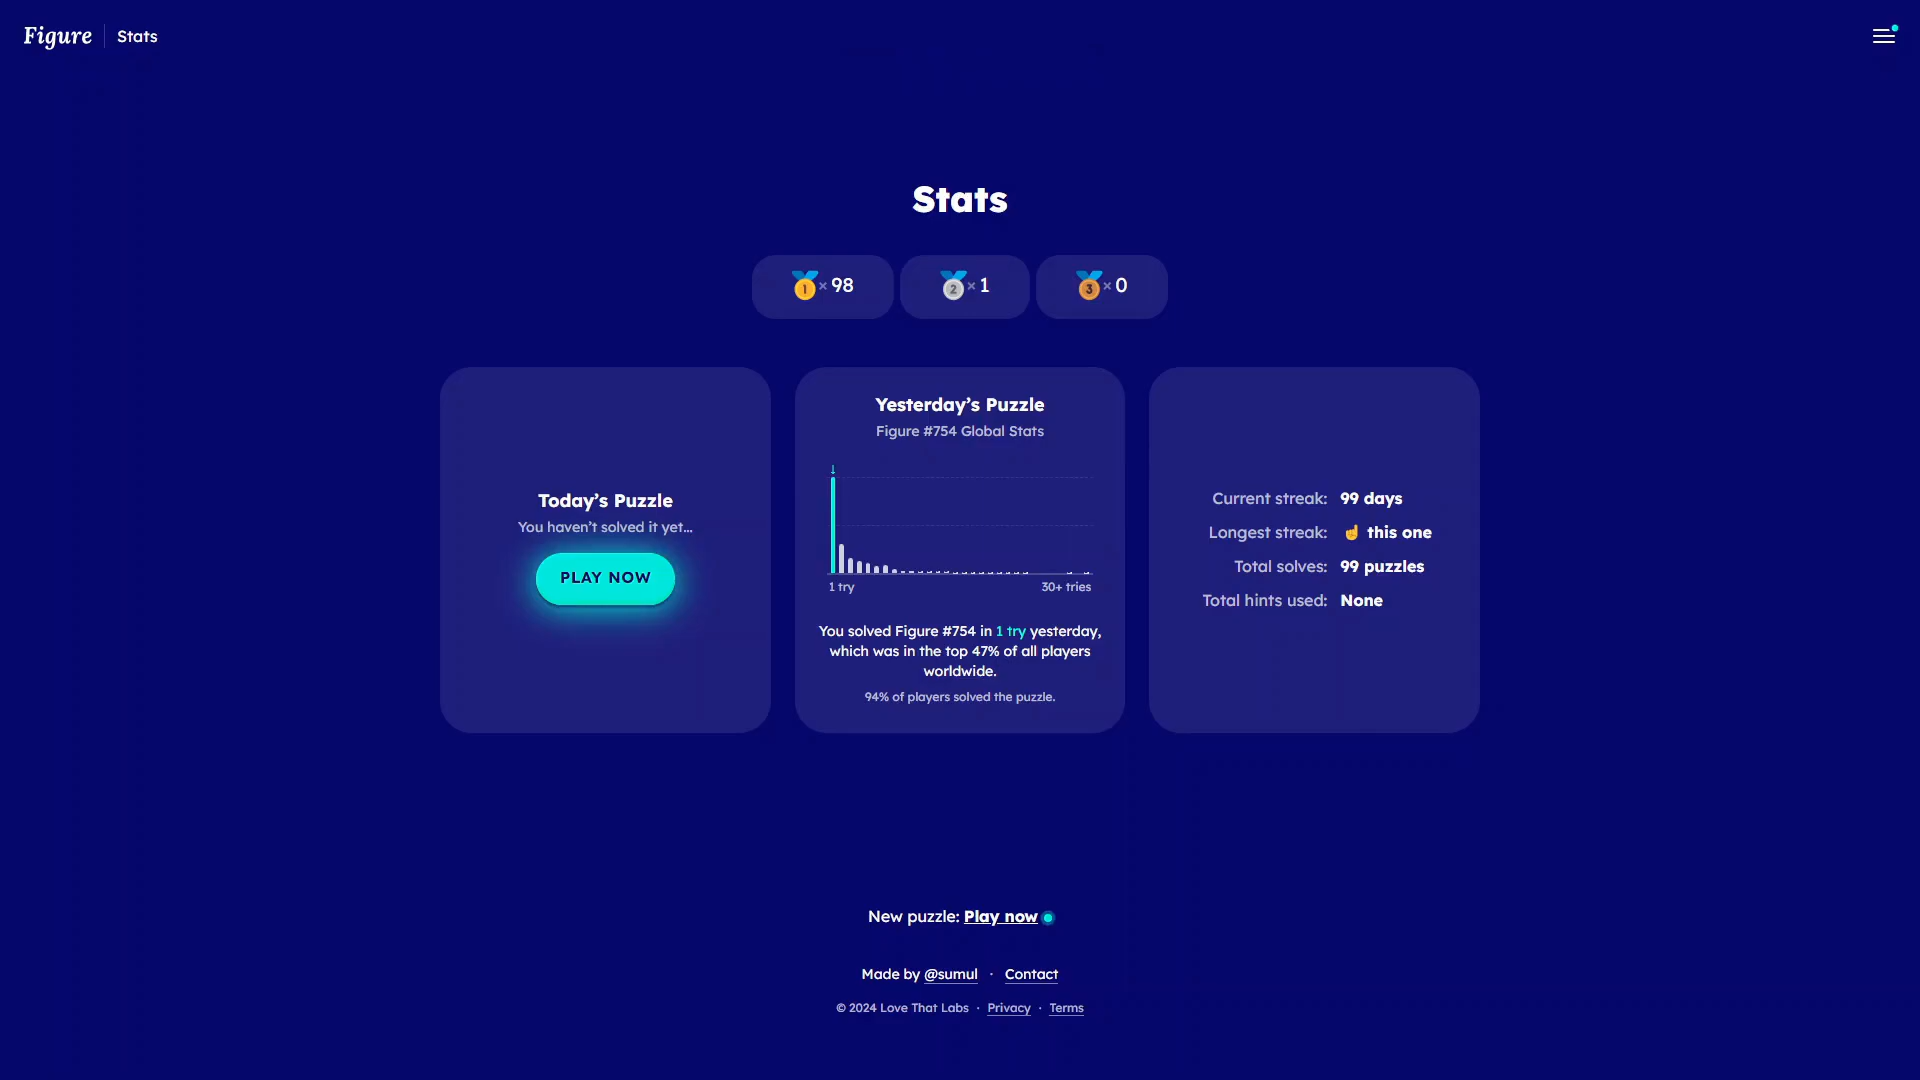 Figure
Stats
Stats
1 × 98
2 × 1
3 × 0
Today’s Puzzle
You haven’t solved it yet...
PLAY NOW
Yesterday’s Puzzle
Figure #754 Global Stats
↓
1 try
30+ tries
You solved Figure #754 in 1 try yesterday,
which was in the top 47% of all players
worldwide.
94% of players solved the puzzle.
Current streak: 99 days
Longest streak: ☝️ this one
Total solves: 99 puzzles
Total hints used: None
New puzzle: Play now
Made by @sumul · Contact
© 2024 Love That Labs · Privacy · Terms